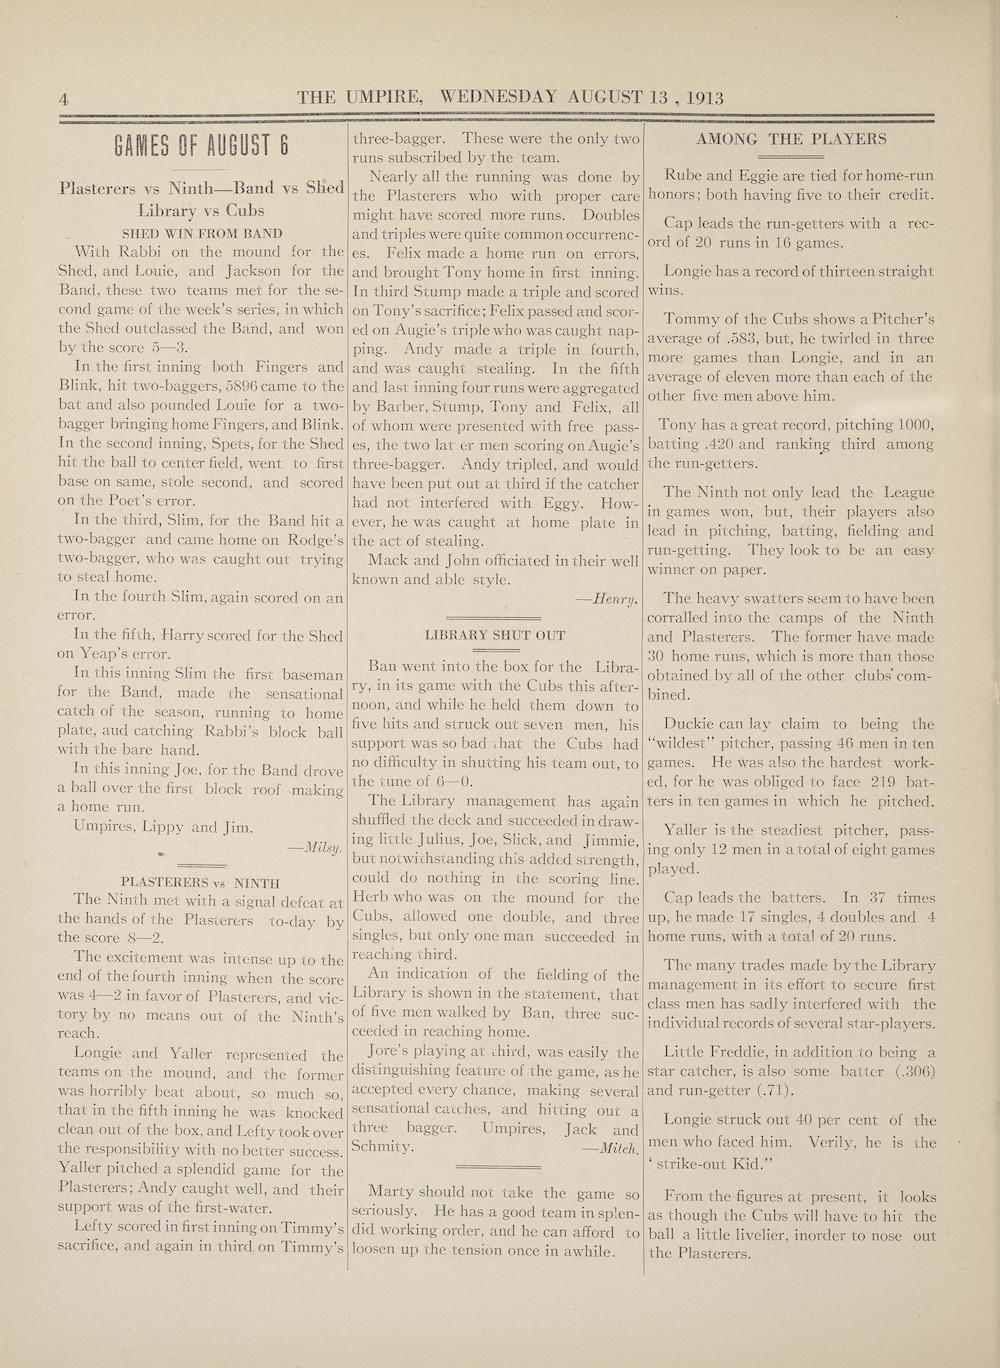 4
THE UMPIRE, WEDNESDAY AUGUST 13 , 1913
GAMES OF AUGUST 6
Plasterers vs Ninth—Band vs Shed
Library vs Cubs
SHED WIN FROM BAND
With Rabbi on the mound for the
Shed, and Louie, and Jackson for the
Band, these two teams met for the se-
cond game of the week's series, in which
the Shed outclassed the Band, and won
by the score 5—3.
In the first inning both Fingers and
Blink, hit two-baggers, 5896 came to the
bat and also pounded Louie for a two-
bagger bringing home Fingers, and Blink.
In the second inning, Spets, for the Shed
hit the ball to center field, went to first
base on same, stole second, and scored
on the Poet's error.
In the third, Slim, for the Band hit a
two-bagger and came home on Rodge's
two-bagger, who was caught out trying
to steal home.
In the fourth Slim, again scored on an
error.
In the fifth, Harry scored for the Shed
on Yeap's error.
In this inning Slim the first baseman
for the Band, made the sensational
catch of the season, running to home
plate, aud catching Rabbi's block ball
with the bare hand.
In this inning Joe, for the Band drove
a ball over the first block roof making
a home run.
Umpires, Lippy and Jim.
—Milsy.
PLASTERERS vs NINTH
The Ninth met with a signal defeat at
the hands of the Plasterers to-day by
the score 8—2.
The excitement was intense up to the
end of the fourth inning when the score
was 4—2 in favor of Plasterers, and vic-
tory by no means out of the Ninth's
reach.
Longie and Yaller represented the
teams on the mound, and the former
was horribly beat about, so much so,
that in the fifth inning he was knocked
clean out of the box, and Lefty took over
the responsibility with no better success.
Yaller pitched a splendid game for the
Plasterers; Andy caught well, and their
support was of the first-water.
Lefty scored in first inning on Timmy's
sacrifice, and again in third on Timmy's
three-bagger. These were the only two
runs subscribed by the team.
Nearly all the running was done by
the Plasterers who with proper care
might have scored more runs. Doubles
and triples were quite common occurrenc-
es. Felix made a home run on errors,
and brought Tony home in first inning.
In third Stump made a triple and scored
on Tony's sacrifice; Felix passed and scor-
ed on Augie's triple who was caught nap-
ping. Andy made a triple in fourth,
and was caught stealing. In the fifth
and last inning four runs were aggregated
by Barber, Stump, Tony and Felix, all
of whom were presented with free pass-
es, the two lat er men scoring on Augie's
three-bagger. Andy tripled, and would
have been put out at third if the catcher
had not interfered with Eggy. How-
ever, he was caught at home plate in
the act of stealing.
Mack and John officiated in their well
known and able style.
—Henry.
LIBRARY SHUT OUT
Ban went into the box for the Libra-
ry, in its game with the Cubs this after-
noon, and while he held them down to
five hits and struck out seven men, his
support was so bad that the Cubs had
no difficulty in shutting his team out, to
the tune of 6—0.
The Library management has again
shuffled the deck and succeeded in draw-
ing little Julius, Joe, Slick, and Jimmie,
but notwithstanding this added strength,
could do nothing in the scoring line.
Herb who was on the mound for the
Cubs, allowed one double, and three
singles, but only one man succeeded in
reaching third.
An indication of the fielding of the
Library is shown in the statement, that
of five men walked by Ban, three suc-
ceeded in reaching home.
Jore's playing at third, was easily the
distinguishing feature of the game, as he
accepted every chance, making several
sensational catches, and hitting out a
three bagger. Umpires, Jack and
Schmity. —Mitch.
Marty should not take the game so
seriously. He has a good team in splen-
did working order, and he can afford to
loosen up the tension once in awhile.
AMONG THE PLAYERS
Rube and Eggie are tied for home-run
honors; both having five to their credit.
Cap leads the run-getters with a rec-
ord of 20 runs in 16 games.
Longie has a record of thirteen straight
wins.
Tommy of the Cubs shows a Pitcher's
average of .583, but, he twirled in three
more games than Longie, and in an
average of eleven more than each of the
other five men above him.
Tony has a great record, pitching 1000,
batting .420 and ranking third among
the run-getters.
The Ninth not only lead the League
in games won, but, their players also
lead in pitching, batting, fielding and
run-getting. They look to be an easy
winner on paper.
The heavy swatters seem to have been
corralled into the camps of the Ninth
and Plasterers. The former have made
30 home runs, which is more than those
obtained by all of the other clubs com-
bined.
Duckie can lay claim to being the
"wildest" pitcher, passing 46 men in ten
games. He was also the hardest work-
ed, for he was obliged to face 219 bat-
ters in ten games in which he pitched.
Yaller is the steadiest pitcher, pass-
ing only 12 men in a total of eight games
played.
Cap leads the batters. In 37 times
up, he made 17 singles, 4 doubles and 4
home runs, with a total of 20 runs.
The many trades made by the Library
management in its effort to secure first
class men has sadly interfered with the
individual records of several star-players.
Little Freddie, in addition to being a
star catcher, is also some batter (.306)
and run-getter (.71).
Longie struck out 40 per cent of the
men who faced him. Verily, he is the
' strike-out Kid."
From the figures at present, it looks
as though the Cubs will have to hit the
ball a little livelier, inorder to nose out
the Plasterers.